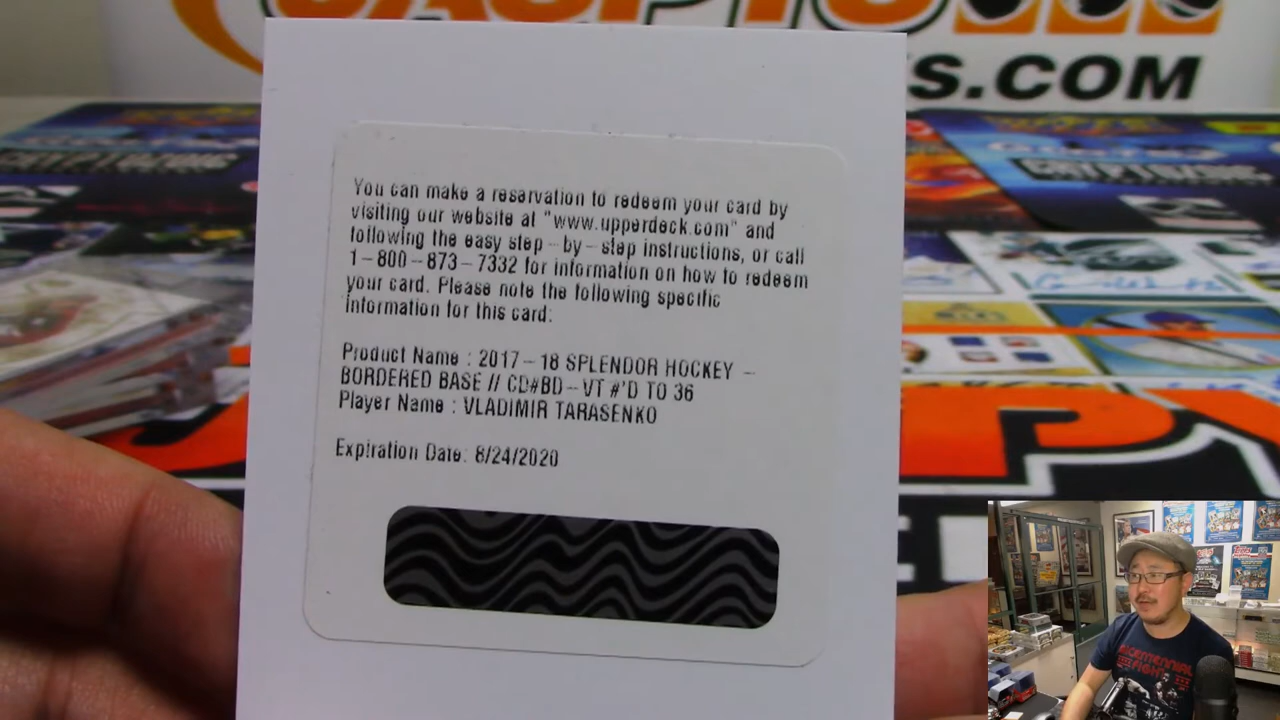 S.COM
You can make a reservation to redeem your card by
visiting our website at "www.upperdeck.com" and
following the easy step - by - step instructions, or call
1 - 800 - 873 - 7332 for information on how to redeem
your card. Please note the following specific
information for this card:
Product Name : 2017 - 18 SPLENDOR HOCKEY -
BORDERED BASE // CD#BD - VT #'D TO 36
Player Name : VLADIMIR TARASENKO
Expiration Date: 8/24/2020